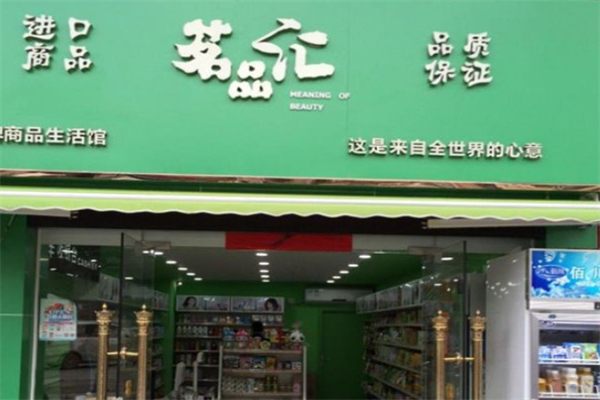 进口
商品
茗品汇
MEANING OF
BEAUTY
品质
保证
商品生活馆
这是来自全世界的心意
佰